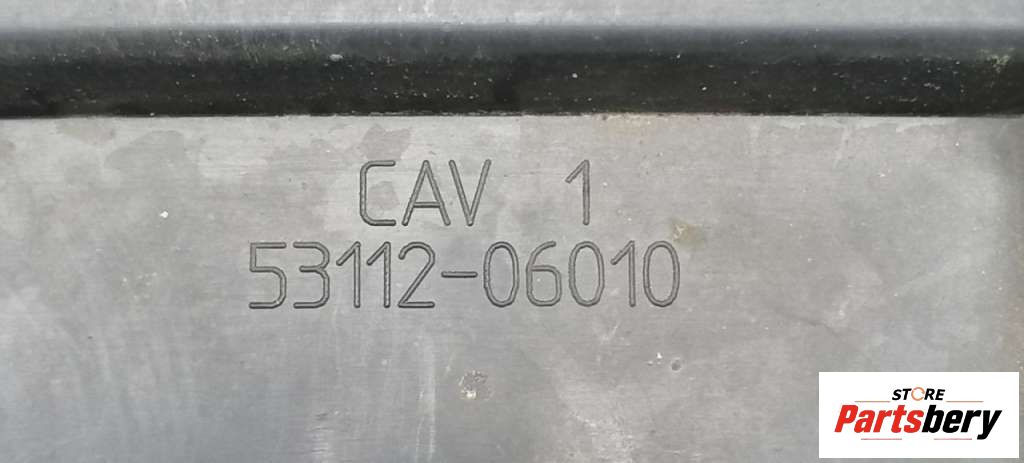 CAV 1
53112-06010
STORE
Partsbery